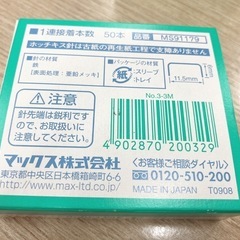 ■1連接着本数 50本 品番 MS91179
ホッチキス針は古紙の再生紙工程で支障ありません
■針の材質
鉄
[表面処理:亜鉛メッキ]
■パッケージの材質
紙 スリーブ
トレイ
11.5mm
注意
針先端は鋭利ですの
で、お取扱いに
注意してください。
No.3-3M
4 902870 200329
マックス株式会社
東京都中央区日本橋箱崎町6-6
http://www.max-ltd.co.jp/
〈お客様ご相談ダイヤル〉
0120-510-200
MADE IN JAPAN T0908